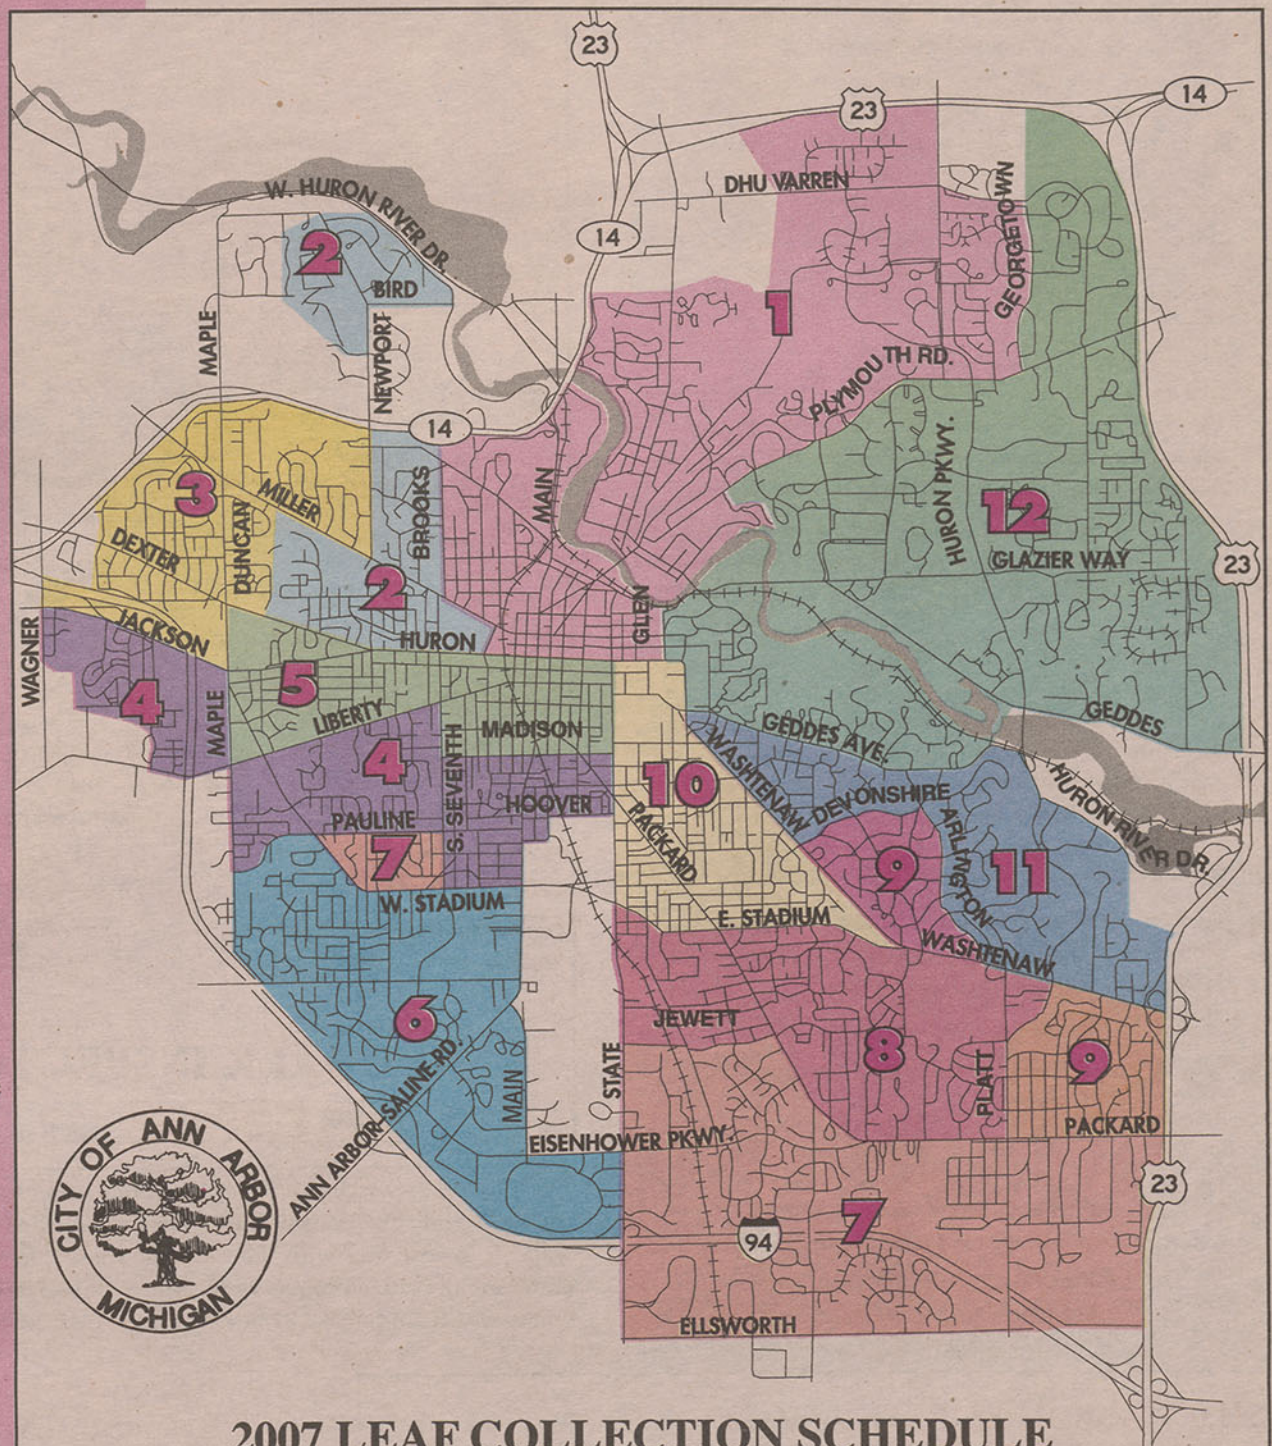 23
14
23
DHU VARREN
GEORGETOWN
W. HURON RIVER DR.
14
2
BIRD
1
MAPLE
NEWPORT
PLYMOUTH RD.
14
HURON PKWY.
3
MILLER
BROOKS
MAIN
12
DEXTER
DUNCAN
GLAZIER WAY
23
2
GLEN
JACKSON
HURON
WAGNER
5
4
MAPLE
LIBERTY
MADISON
GEDDES AVE.
GEDDES
S. SEVENTH
4
10
WASHTENAW
HOOVER
PACKARD
DEVONSHIRE
HURON RIVER DR.
PAULINE
ARLINGTON
7
9
11
W. STADIUM
E. STADIUM
WASHTENAW
6
JEWETT
8
9
ANN ARBOR-SALINE RD.
MAIN
STATE
PLATT
PACKARD
EISENHOWER PKWY.
CITY OF ANN ARBOR
MICHIGAN
23
7
94
ELLSWORTH
2007 LEAF COLLECTION SCHEDULE